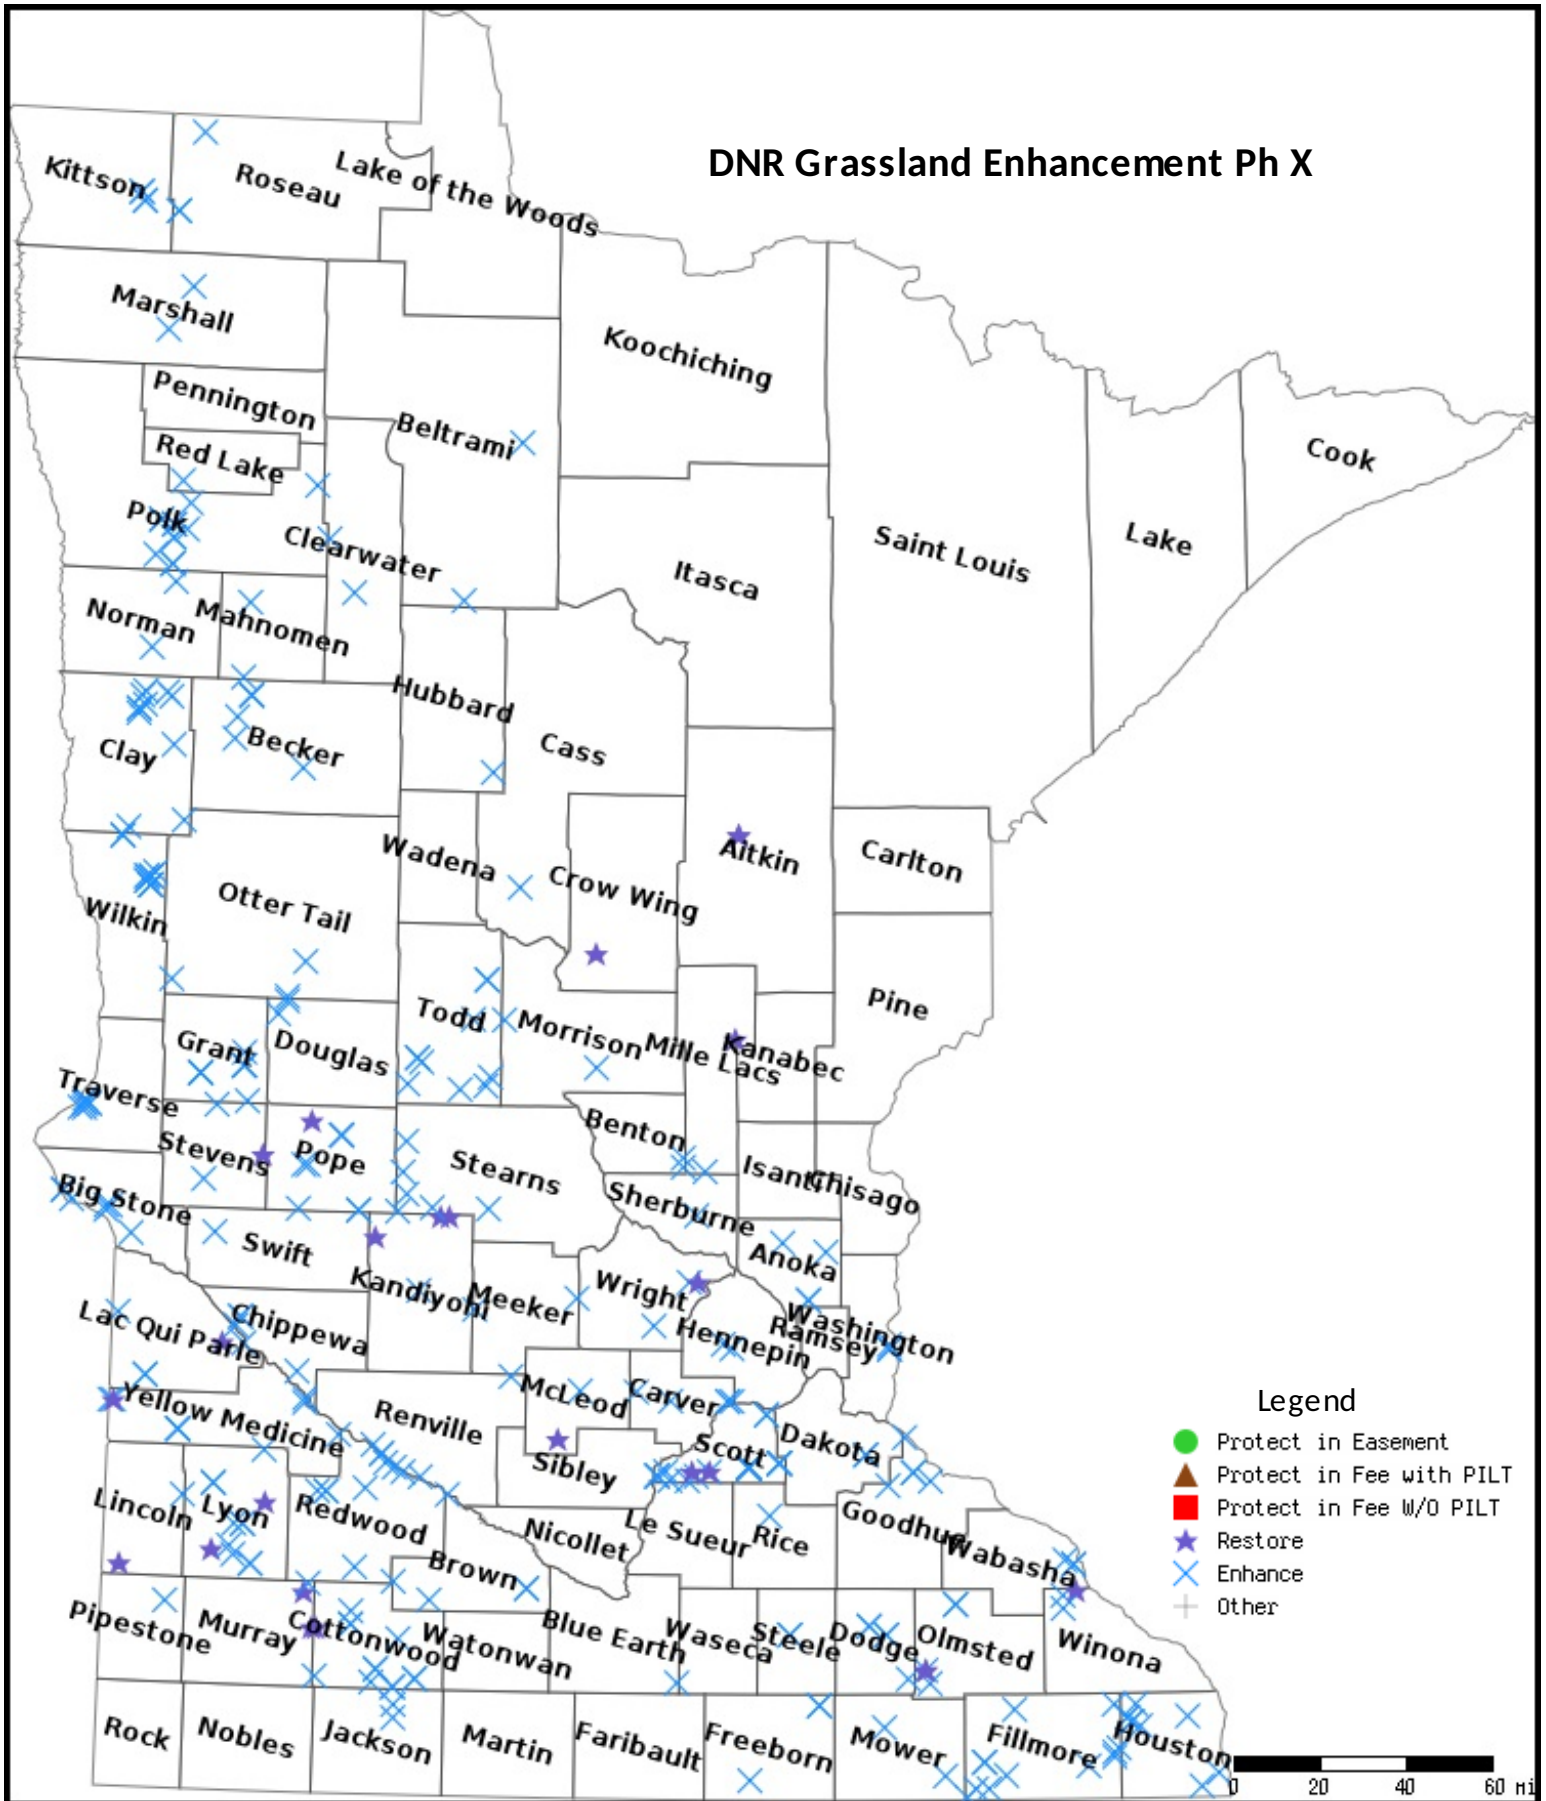 DNR Grassland Enhancement Ph X
Kittson
Roseau
Lake of the Woods
Marshall
Koochiching
Pennington
Beltrami
Red Lake
Cook
Polk
Clearwater
Saint Louis
Lake
Itasca
Norman
Mahnomen
Hubbard
Cass
Clay
Becker
Wadena
Crow Wing
Aitkin
Carlton
Otter Tail
Wilkin
Pine
Todd
Morrison
Mille Lacs
Kanabec
Grant
Douglas
Traverse
Benton
Stevens
Pope
Stearns
Isanti
Chisago
Big Stone
Sherburne
Swift
Anoka
Kandiyohi
Meeker
Wright
Lac Qui Parle
Chippewa
Hennepin
Ramsey
Washington
Yellow Medicine
Renville
McLeod
Carver
Scott
Dakota
Sibley
Lincoln
Lyon
Redwood
Nicollet
Le Sueur
Rice
Goodhue
Wabasha
Brown
Pipestone
Murray
Cottonwood
Watonwan
Blue Earth
Waseca
Steele
Dodge
Olmsted
Winona
Rock
Nobles
Jackson
Martin
Faribault
Freeborn
Mower
Fillmore
Houston
Legend
Protect in Easement
Protect in Fee with PILT
Protect in Fee W/O PILT
Restore
Enhance
Other
0 20 40 60 mi